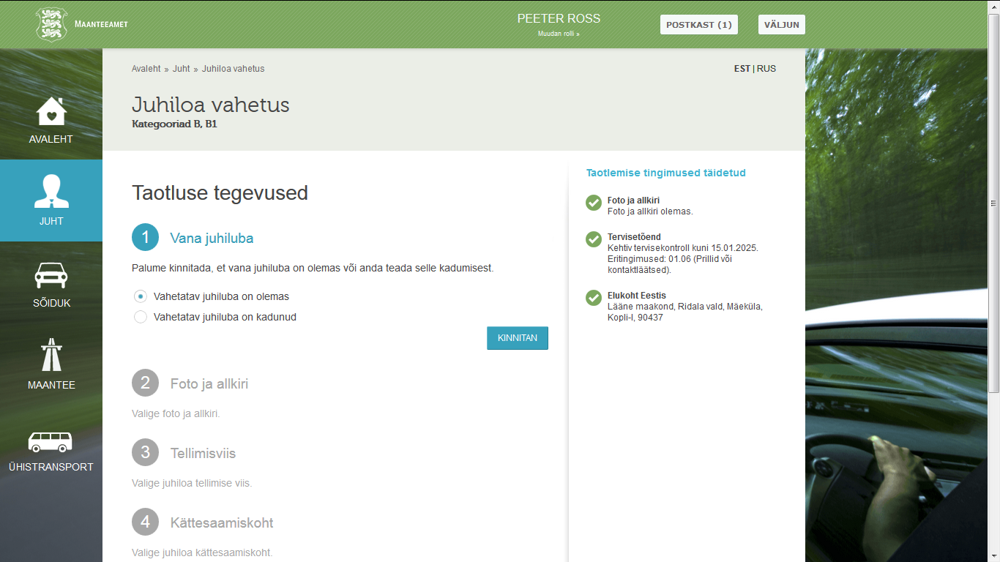 MAANTEEAMET
PEETER ROSS
Muudan rolli »
POSTKAST (1)
VÄLJUN
Avaleht » Juht » Juhiloa vahetus
EST | RUS
Juhiloa vahetus
Kategooriad B, B1
AVALEHT
JUHT
SÕIDUK
MAANTEE
ÜHISTRANSPORT
Taotluse tegevused
1 Vana juhiluba
Palume kinnitada, et vana juhiluba on olemas või anda teada selle kadumisest.
Vahetatav juhiluba on olemas
Vahetatav juhiluba on kadunud
KINNITAN
2 Foto ja allkiri
Valige foto ja allkiri.
3 Tellimisviis
Valige juhiloa tellimise viis.
4 Kättesaamiskoht
Valige juhiloa kättesaamiskoht.
Taotlemise tingimused täidetud
Foto ja allkiri
Foto ja allkiri olemas.
Tervisetõend
Kehtiv tervisekontroll kuni 15.01.2025.
Eritingimused: 01.06 (Prillid või
kontaktläätsed).
Elukoht Eestis
Lääne maakond, Ridala vald, Mäeküla,
Kopli-I, 90437